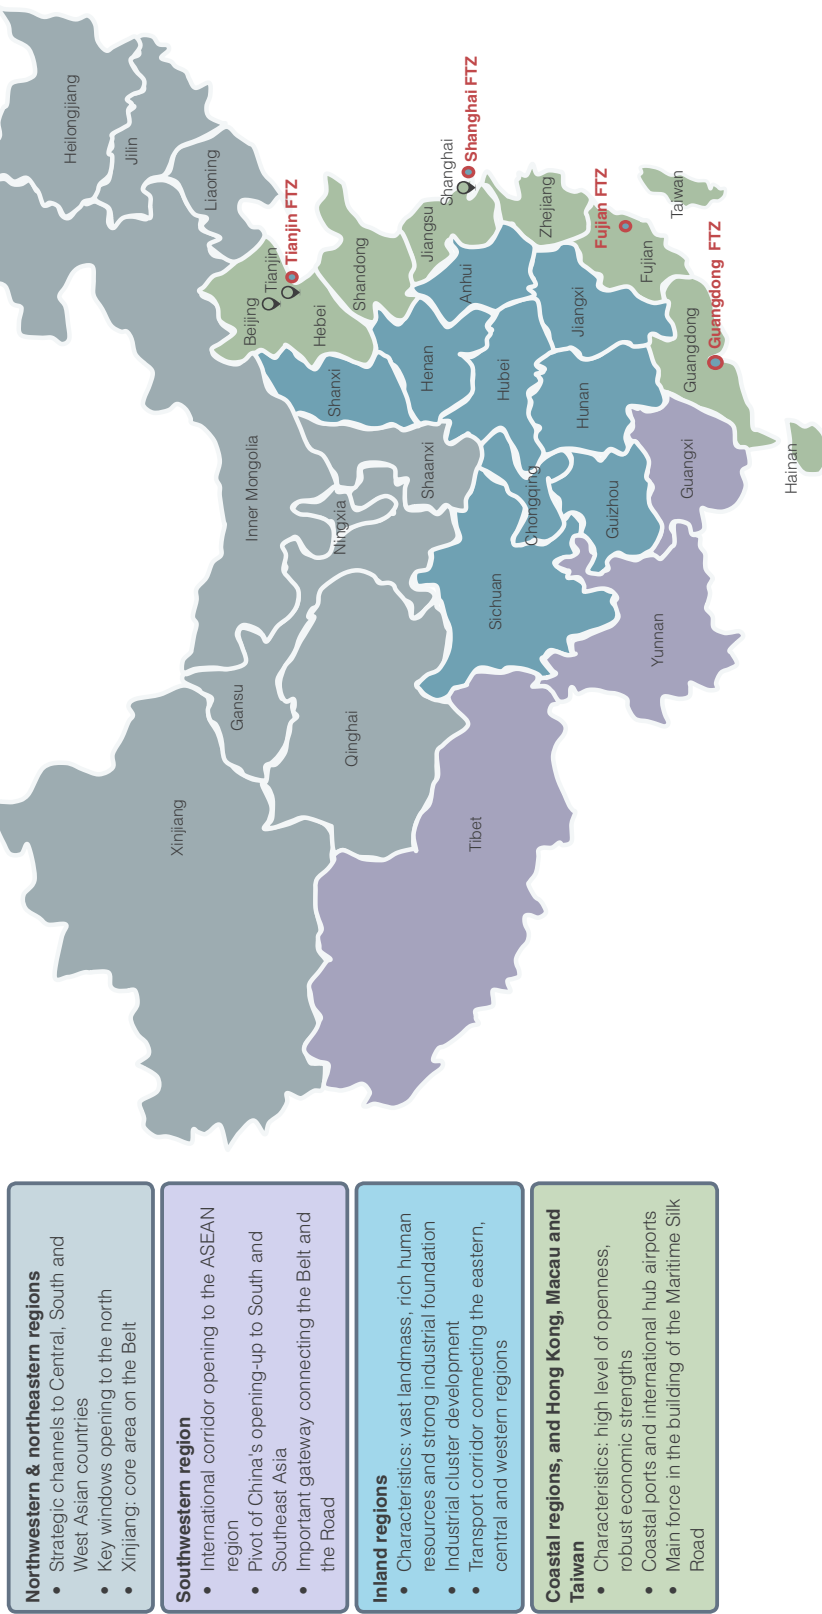 Northwestern & northeastern regions
• Strategic channels to Central, South and
West Asian countries
• Key windows opening to the north
• Xinjiang: core area on the Belt
Southwestern region
• International corridor opening to the ASEAN
region
• Pivot of China's opening-up to South and
Southeast Asia
• Important gateway connecting the Belt and
the Road
Inland regions
• Characteristics: vast landmass, rich human
resources and strong industrial foundation
• Industrial cluster development
• Transport corridor connecting the eastern,
central and western regions
Coastal regions, and Hong Kong, Macau and
Taiwan
• Characteristics: high level of openness,
robust economic strengths
• Coastal ports and international hub airports
• Main force in the building of the Maritime Silk
Road
Heilongjiang
Jilin
Liaoning
Inner Mongolia
Xinjiang
Gansu
Beijing
Tianjin
Tianjin FTZ
Hebei
Shanxi
Ningxia
Qinghai
Shandong
Shaanxi
Henan
Jiangsu
Shanghai
Shanghai FTZ
Anhui
Tibet
Sichuan
Hubei
Chongqing
Zhejiang
Jiangxi
Hunan
Guizhou
Fujian FTZ
Fujian
Yunnan
Guangxi
Guangdong
Guangdong FTZ
Taiwan
Hainan